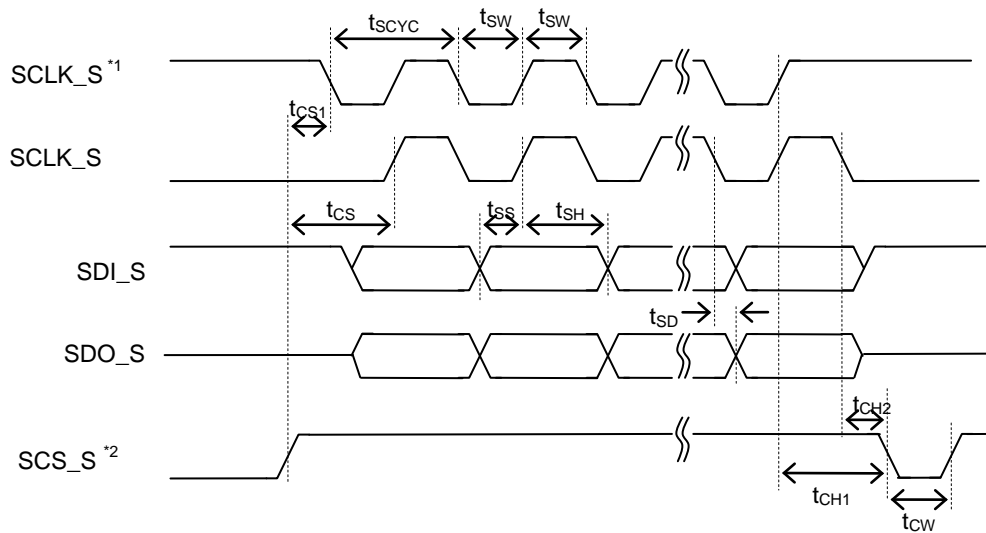 tSCYC tSW tSW
SCLK_S *1
tCS1
SCLK_S
tCS tSS tSH
SDI_S
tSD
SDO_S
tCH2
SCS_S *2
tCH1
tCW